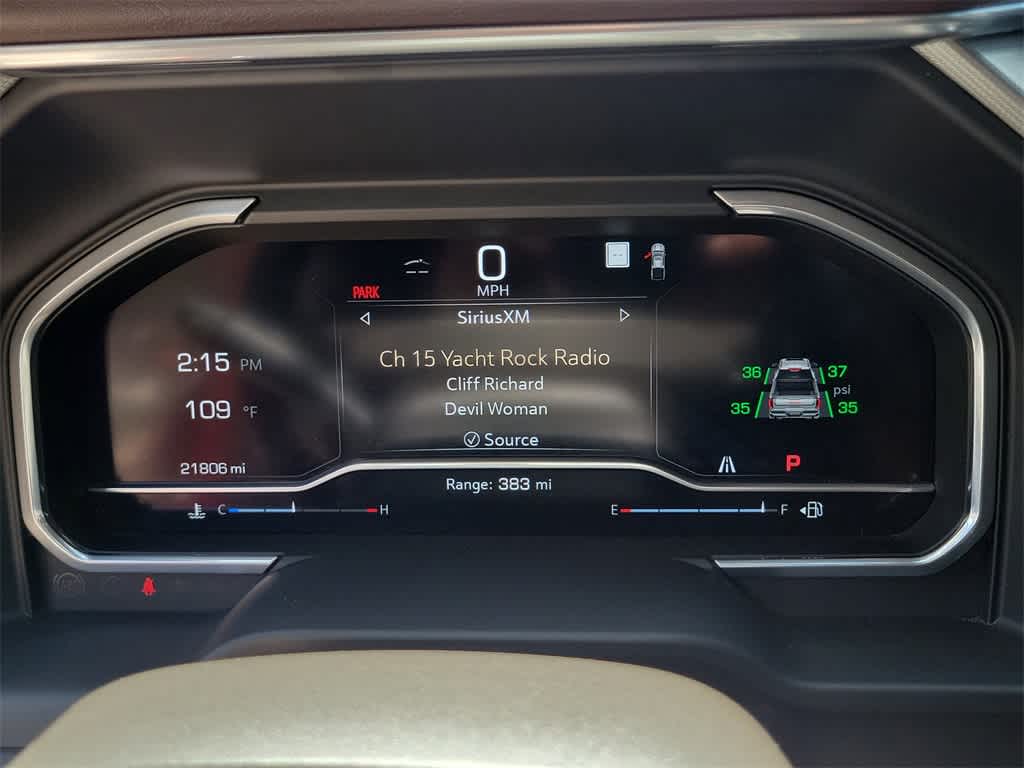 0
MPH
PARK
SiriusXM
Ch 15 Yacht Rock Radio
Cliff Richard
Devil Woman
Source
2:15 PM
109 °F
21806 mi
36 37
psi
35 35
P
Range: 383 mi
C H
E F